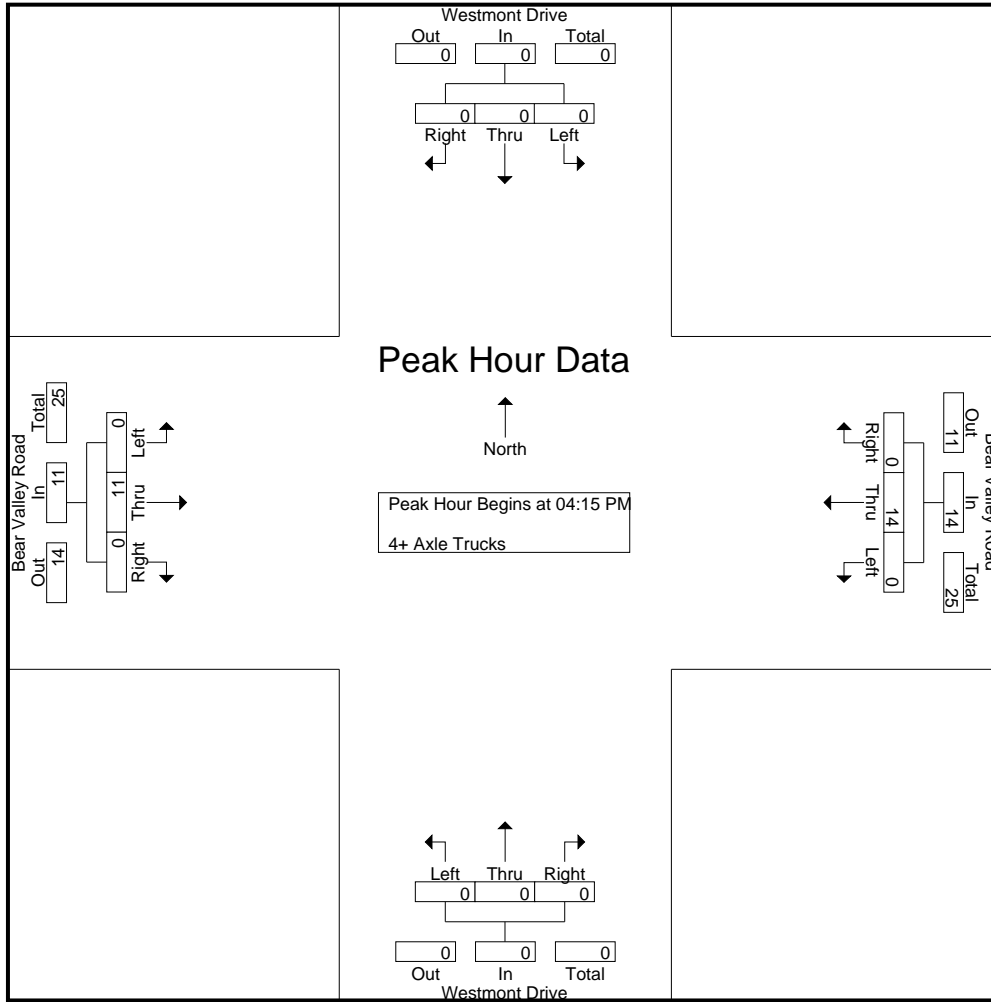 Westmont Drive
Out In Total
0 0 0
0 0 0
Right Thru Left
Peak Hour Data
North
Peak Hour Begins at 04:15 PM
4+ Axle Trucks
Bear Valley Road
Out In Total
14 11 25
0 11 0
Left Thru Right
Bear Valley Road
Out In Total
11 14 25
0 14 0
Right Thru Left
Left Thru Right
0 0 0
0 0 0
Out In Total
Westmont Drive